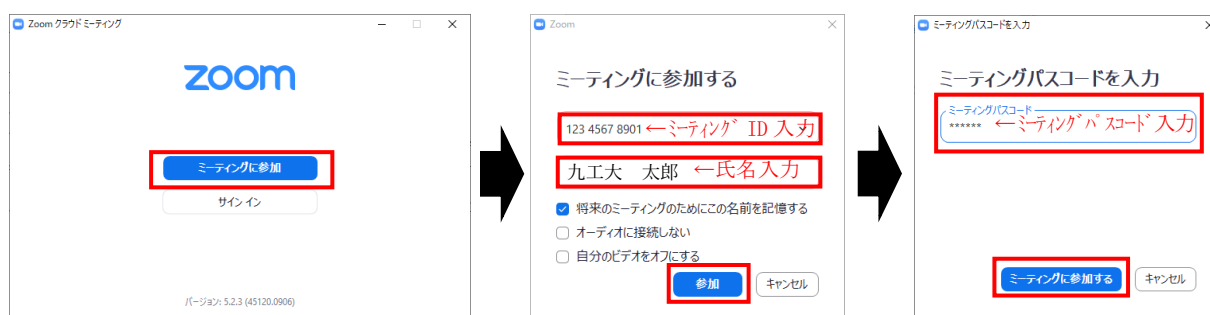 Zoom クラウド ミーティング
zoom
ミーティングに参加
サイン イン
バージョン: 5.2.3 (45120.0906)
Zoom
ミーティングに参加する
123 4567 8901 ←ミーティング ID 入力
九工大 太郎 ←氏名入力
将来のミーティングのためにこの名前を記憶する
オーディオに接続しない
自分のビデオをオフにする
参加 キャンセル
ミーティングパスコードを入力
ミーティングパスコードを入力
ミーティングパスコード
****** ←ミーティングパスコード入力
ミーティングに参加する キャンセル